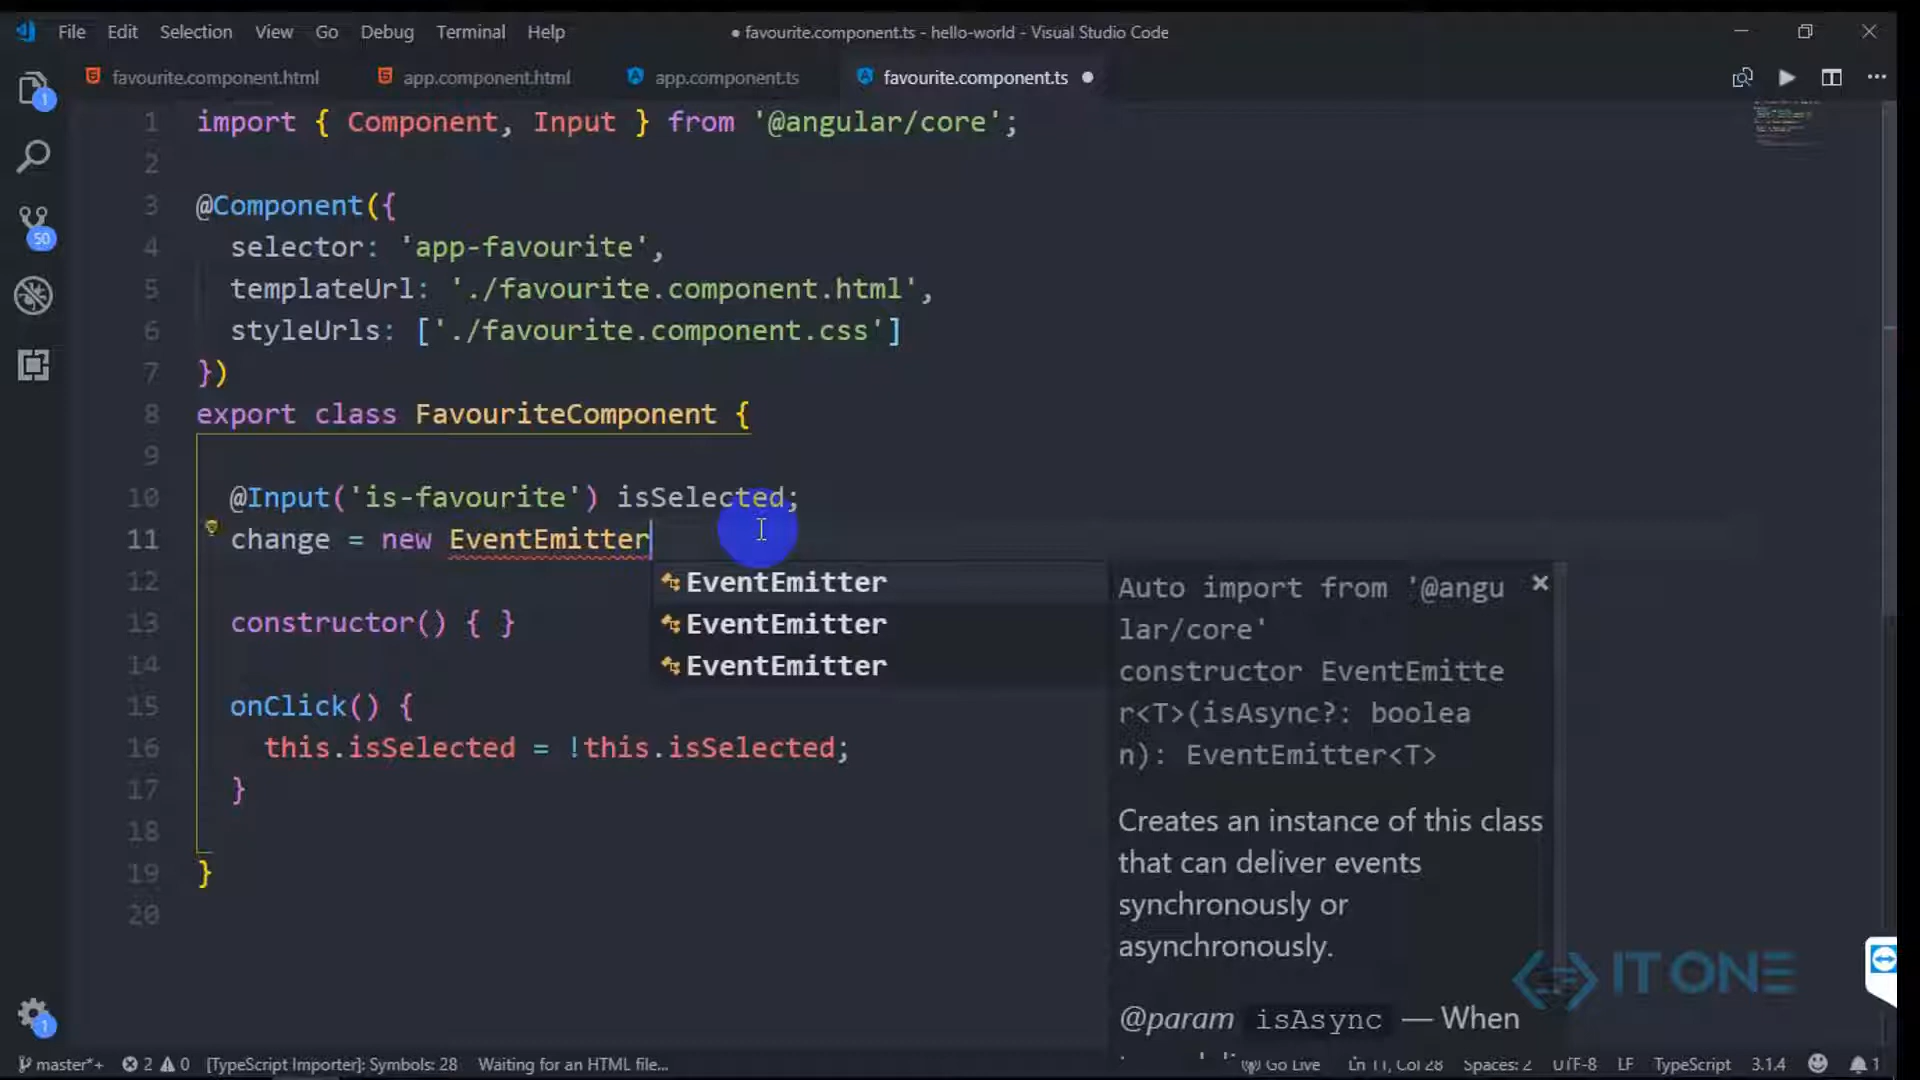 File Edit Selection View Go Debug Terminal Help ● favourite.component.ts - hello-world - Visual Studio Code
favourite.component.html app.component.html app.component.ts favourite.component.ts
1 import { Component, Input } from '@angular/core';
2
3 @Component({
4 selector: 'app-favourite',
5 templateUrl: './favourite.component.html',
6 styleUrls: ['./favourite.component.css']
7 })
8 export class FavouriteComponent {
9
10 @Input('is-favourite') isSelected;
11 change = new EventEmitter
12
13 constructor() { }
14
15 onClick() {
16 this.isSelected = !this.isSelected;
17 }
18
19 }
20
EventEmitter
EventEmitter
EventEmitter
Auto import from '@angu
lar/core'
constructor EventEmitte
r<T>(isAsync?: boolea
n): EventEmitter<T>
Creates an instance of this class
that can deliver events
synchronously or
asynchronously.
@param isAsync — When
IT ONE
1
50
1
master*+ 2 0 [TypeScript Importer]: Symbols: 28 Waiting for an HTML file... Go Live Ln 11, Col 28 Spaces: 2 UTF-8 LF TypeScript 3.1.4 1